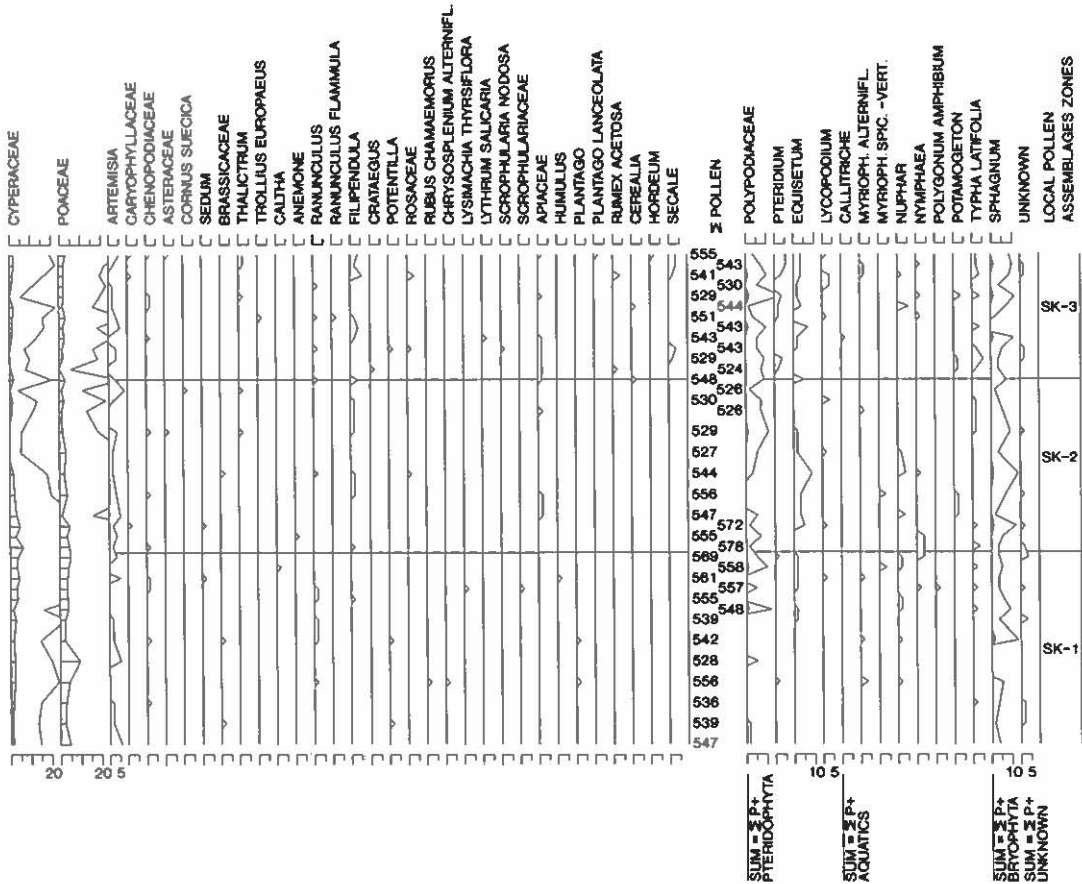 CYPERACEAE
POACEAE
ARTEMISIA
CARYOPHYLLACEAE
CHENOPODIACEAE
ASTERACEAE
CORNUS SUECICA
SEDUM
BRASSICACEAE
THALICTRUM
TROLLIUS EUROPAEUS
CALTHA
ANEMONE
RANUNCULUS
RANUNCULUS FLAMMULA
FILIPENDULA
CRATAEGUS
POTENTILLA
ROSACEAE
RUBUS CHAMAEMORUS
CHRYSOSPLENIUM ALTERNIFL.
LYSIMACHIA THYRSIFLORA
LYTHRUM SALICARIA
SCROPHULARIA NODOSA
SCROPHULARIACEAE
APIACEAE
HUMULUS
PLANTAGO
PLANTAGO LANCEOLATA
RUMEX ACETOSA
CEREALIA
HORDEUM
SECALE
Σ POLLEN
POLYPODIACEAE
PTERIDIUM
EQUISETUM
LYCOPODIUM
CALLITRICHE
MYRIOPH. ALTERNIFL.
MYRIOPH. SPIC. -VERT.
NUPHAR
NYMPHAEA
POLYGONUM AMPHIBIUM
POTAMOGETON
TYPHA LATIFOLIA
SPHAGNUM
UNKNOWN
LOCAL POLLEN
ASSEMBLAGES ZONES
555
543
541
530
529
544
551
543
543
543
529
524
548
526
530
526
529
527
544
556
547
572
555
578
569
558
561
557
555
548
539
542
528
556
536
539
547
SK-3
SK-2
SK-1
20
20 5
10 5
10 5
SUM = Σ P+
PTERIDOPHYTA
SUM = Σ P+
AQUATICS
SUM = Σ P+
BRYOPHYTA
SUM = Σ P+
UNKNOWN